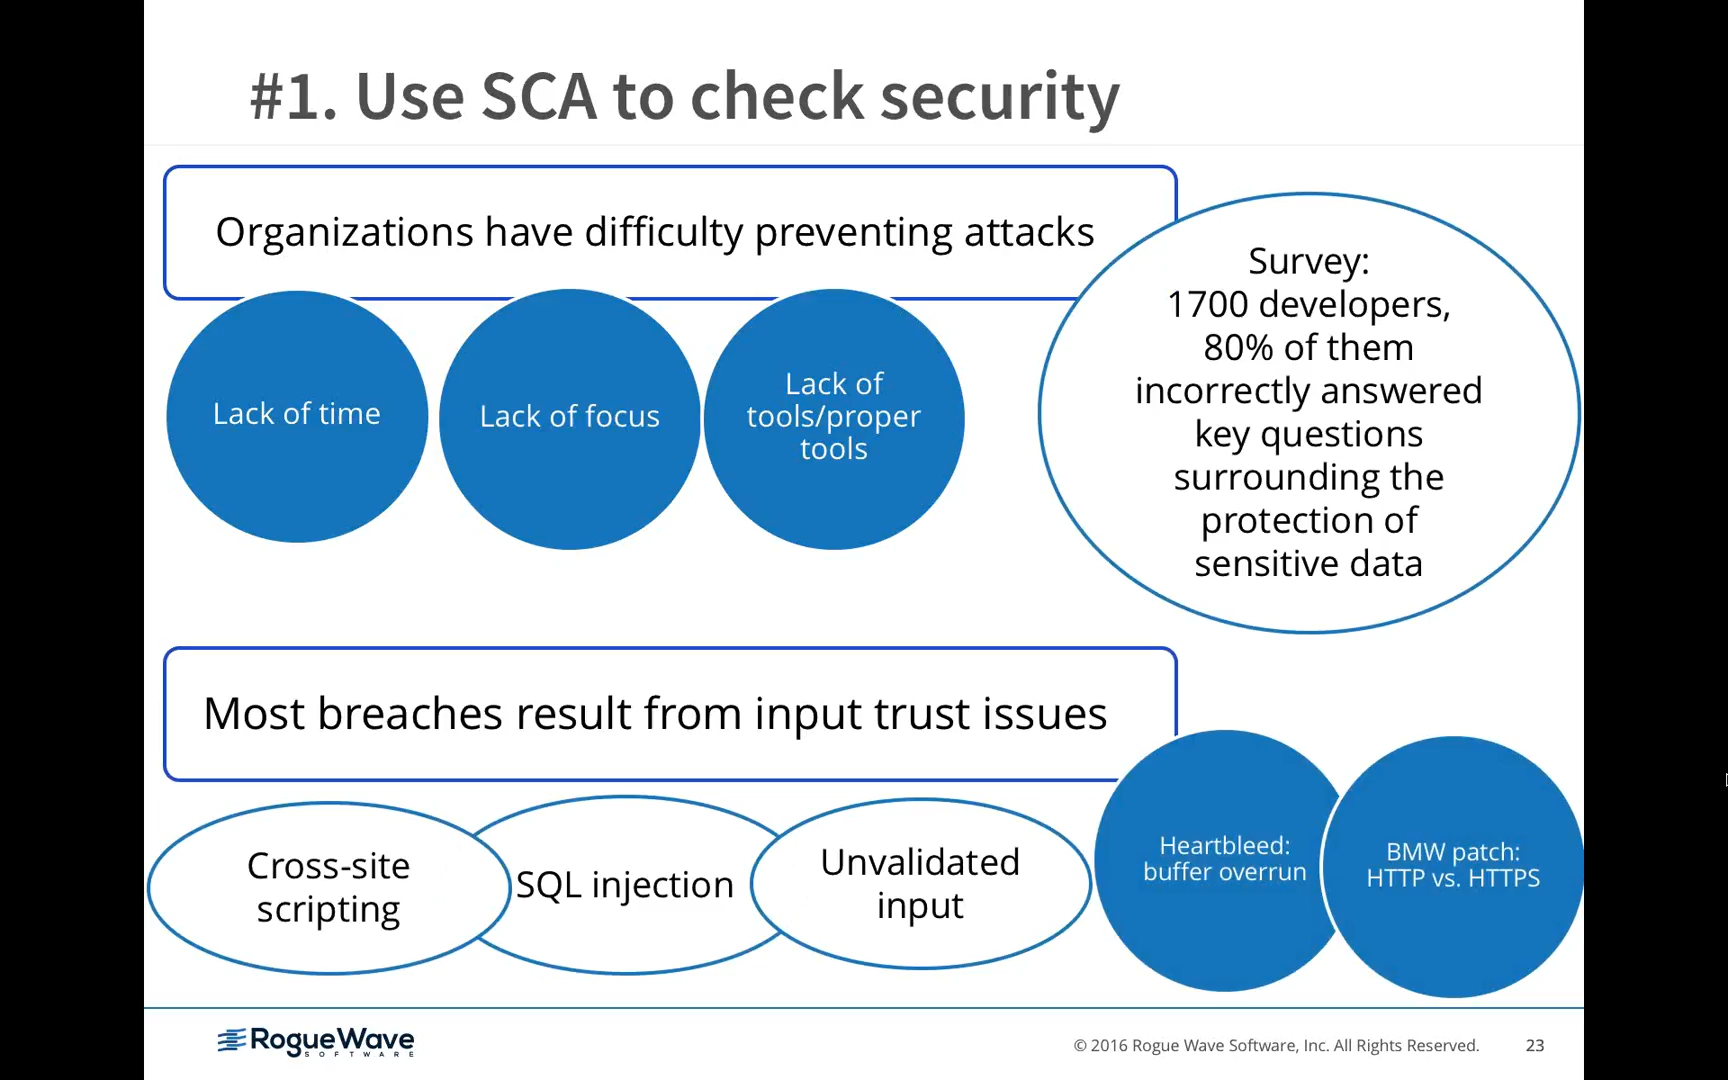 #1. Use SCA to check security
Organizations have difficulty preventing attacks
Survey:
1700 developers,
80% of them
incorrectly answered
key questions
surrounding the
protection of
sensitive data
Lack of time
Lack of focus
Lack of
tools/proper
tools
Most breaches result from input trust issues
Cross-site
scripting
SQL injection
Unvalidated
input
Heartbleed:
buffer overrun
BMW patch:
HTTP vs. HTTPS
RogueWave
SOFTWARE
© 2016 Rogue Wave Software, Inc. All Rights Reserved.
23